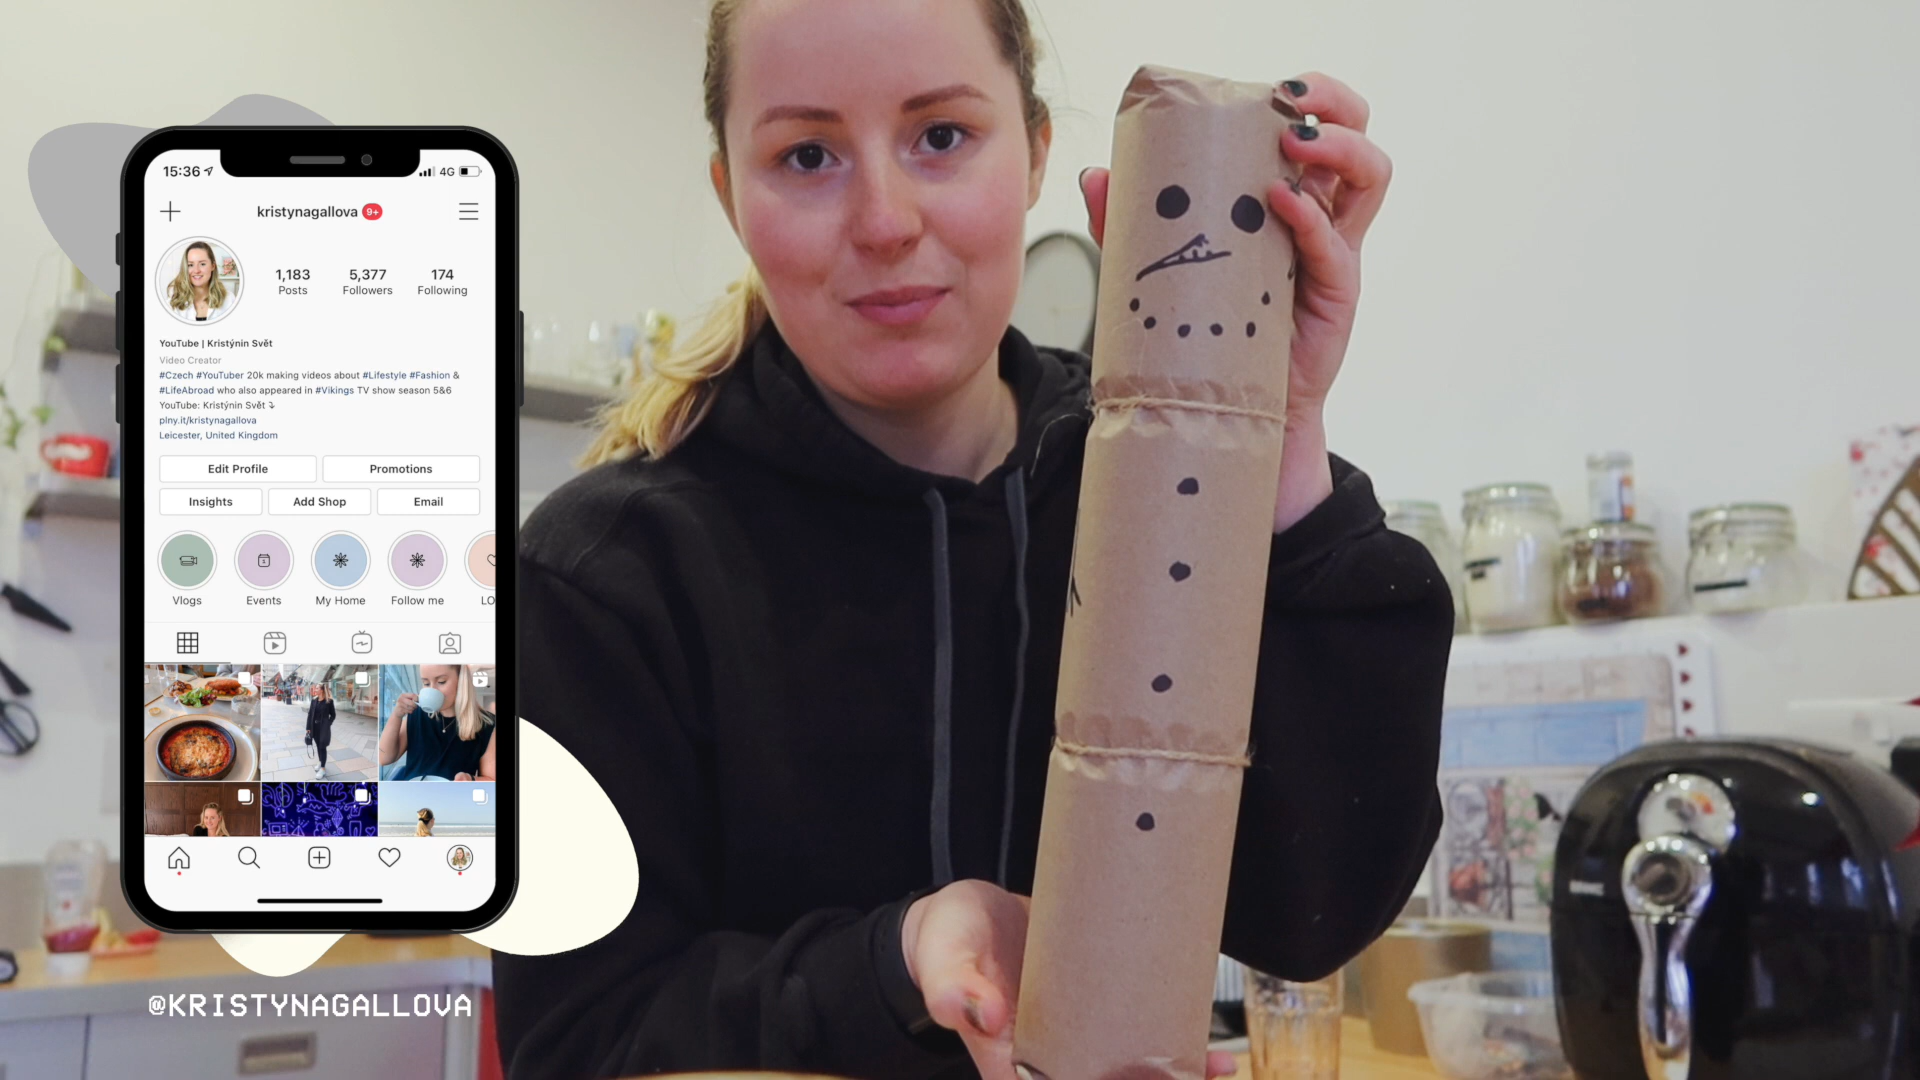 15:36
4G
kristynagallova 9+
1,183 5,377 174
Posts Followers Following
YouTube | Kristýnin Svět
Video Creator
#Czech #YouTuber 20k making videos about #Lifestyle #Fashion &
#LifeAbroad who also appeared in #Vikings TV show season 5&6
YouTube: Kristýnin Svět
plny.it/kristynagallova
Leicester, United Kingdom
Edit Profile Promotions
Insights Add Shop Email
Vlogs Events My Home Follow me LO
@KRISTYNAGALLOVA